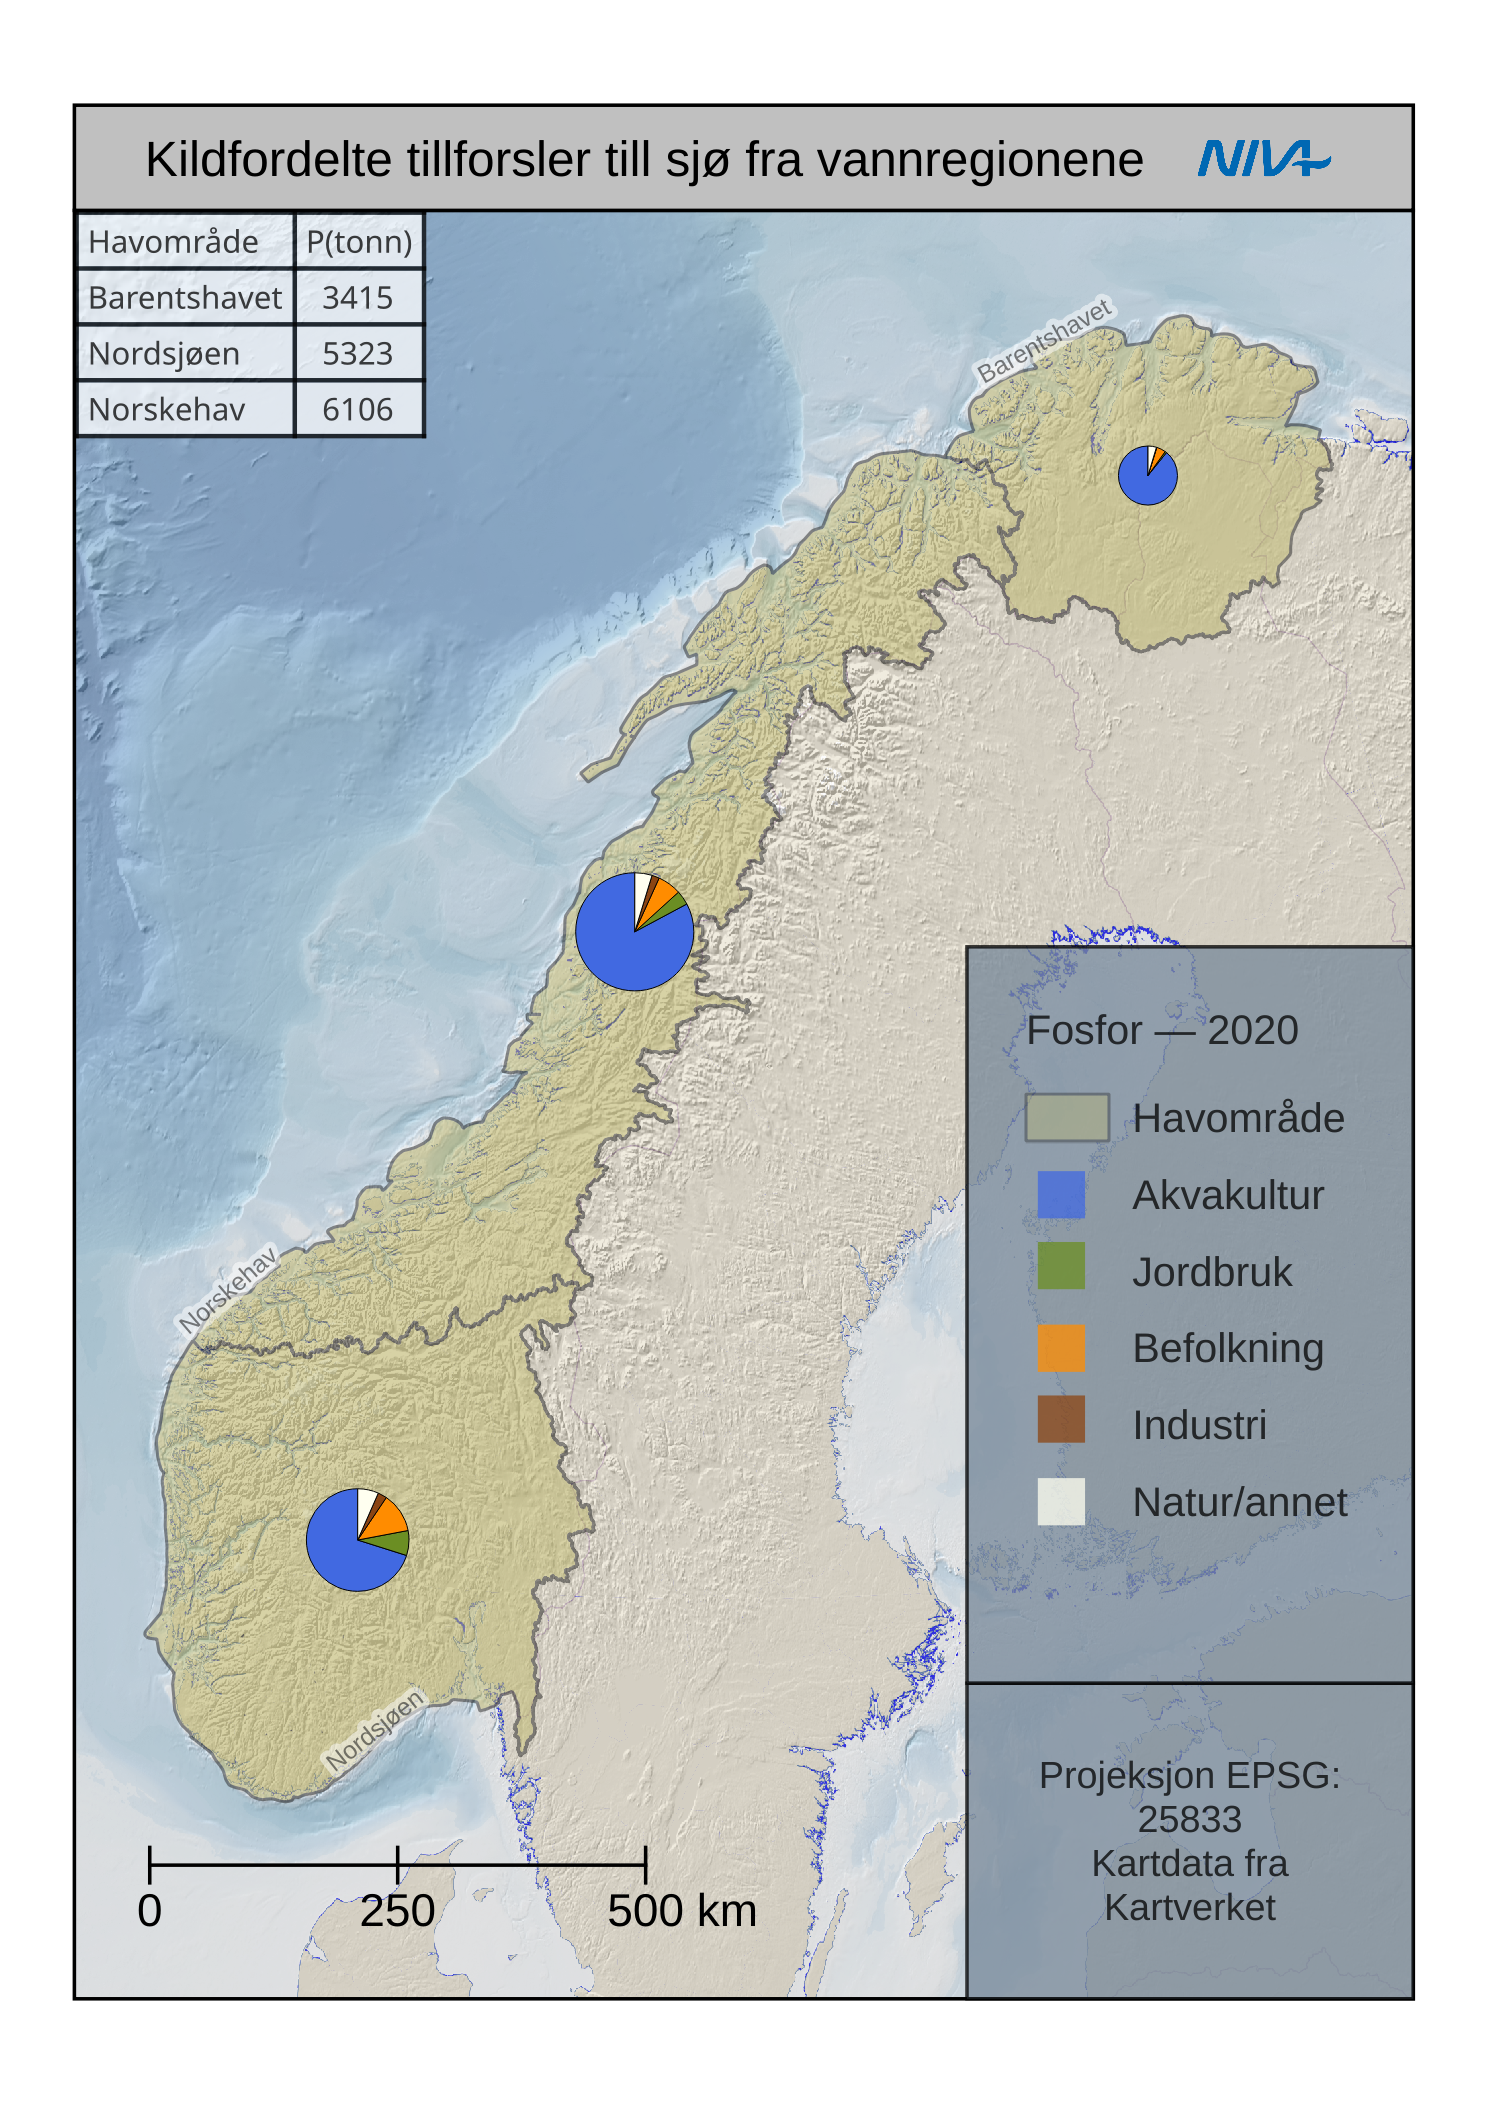 Kildfordelte tillforsler till sjø fra vannregionene
NIVA
Havområde P(tonn)
Barentshavet 3415
Nordsjøen 5323
Norskehav 6106
Barentshavet
Norskehav
Nordsjøen
Fosfor — 2020
Havområde
Akvakultur
Jordbruk
Befolkning
Industri
Natur/annet
Projeksjon EPSG:
25833
Kartdata fra
Kartverket
0 250 500 km